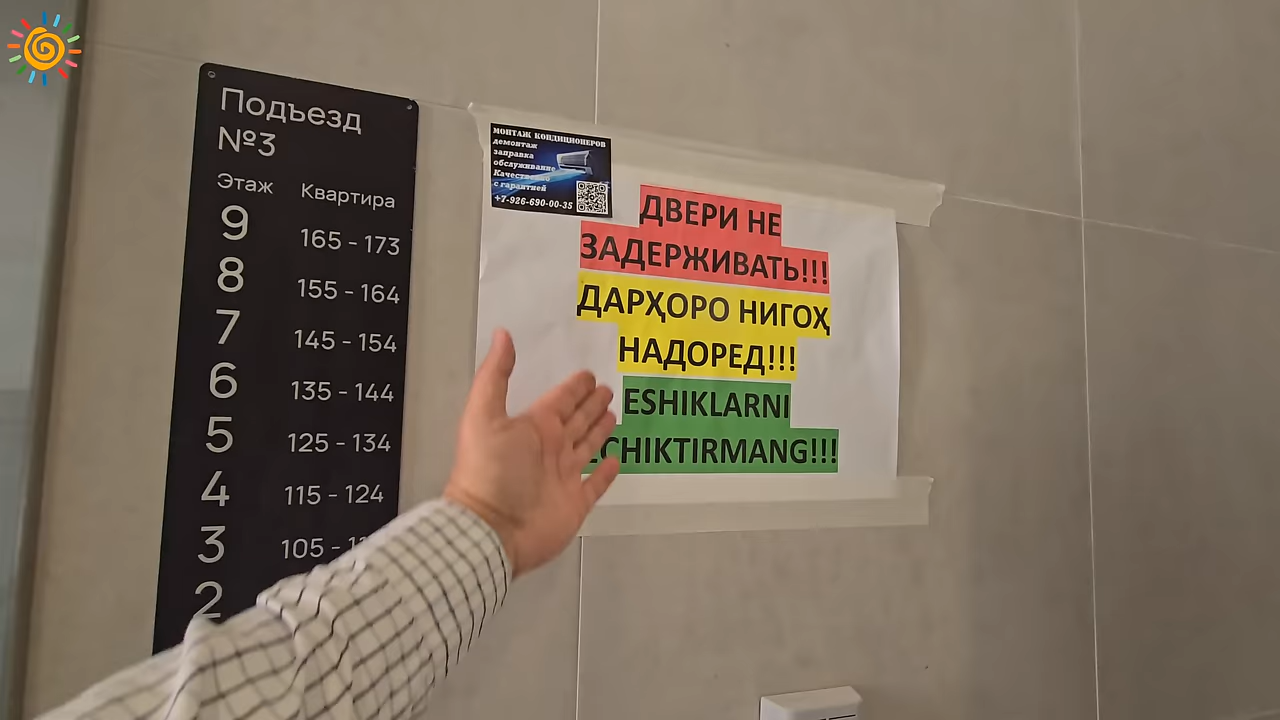 Подъезд
№3
Этаж Квартира
9 165 - 173
8 155 - 164
7 145 - 154
6 135 - 144
5 125 - 134
4 115 - 124
3 105 -
2
МОНТАЖ КОНДИЦИОНЕРОВ
демонтаж
заправка
обслуживание
Качественно
с гарантией
+7-926-690-00-35
ДВЕРИ НЕ
ЗАДЕРЖИВАТЬ!!!
ДАРҲОРО НИГОҲ
НАДОРЕД!!!
ESHIKLARNI